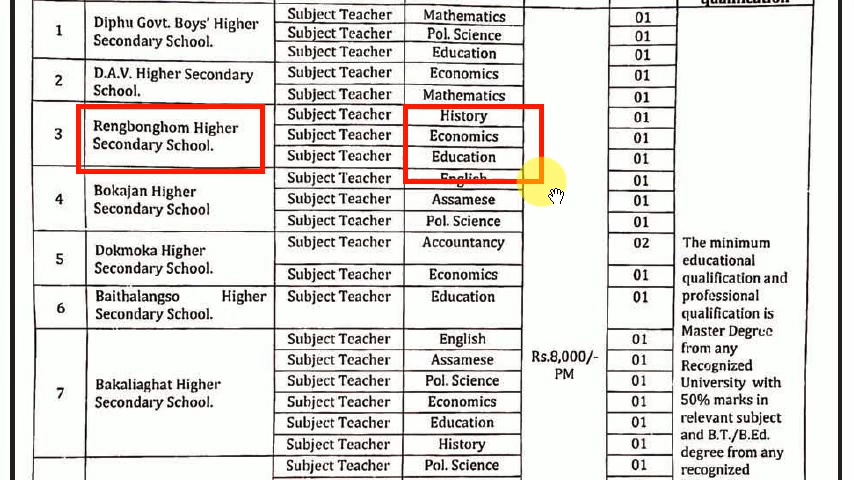 qualification
1 Diphu Govt. Boys' Higher Secondary School. Subject Teacher Mathematics 01
Subject Teacher Pol. Science 01
Subject Teacher Education 01
2 D.A.V. Higher Secondary School. Subject Teacher Economics 01
Subject Teacher Mathematics 01
3 Rengbonghom Higher Secondary School. Subject Teacher History 01
Subject Teacher Economics 01
Subject Teacher Education 01
4 Bokajan Higher Secondary School Subject Teacher English 01
Subject Teacher Assamese 01
Subject Teacher Pol. Science 01
5 Dokmoka Higher Secondary School. Subject Teacher Accountancy 02
Subject Teacher Economics 01
6 Baithalangso Higher Secondary School. Subject Teacher Education 01
7 Bakaliaghat Higher Secondary School. Subject Teacher English 01
Subject Teacher Assamese 01
Subject Teacher Pol. Science 01
Subject Teacher Economics 01
Subject Teacher Education 01
Subject Teacher History 01
Subject Teacher Pol. Science 01
Rs.8,000/-
PM
The minimum
educational
qualification and
professional
qualification is
Master Degree
from any
Recognized
University with
50% marks in
relevant subject
and B.T./B.Ed.
degree from any
recognized